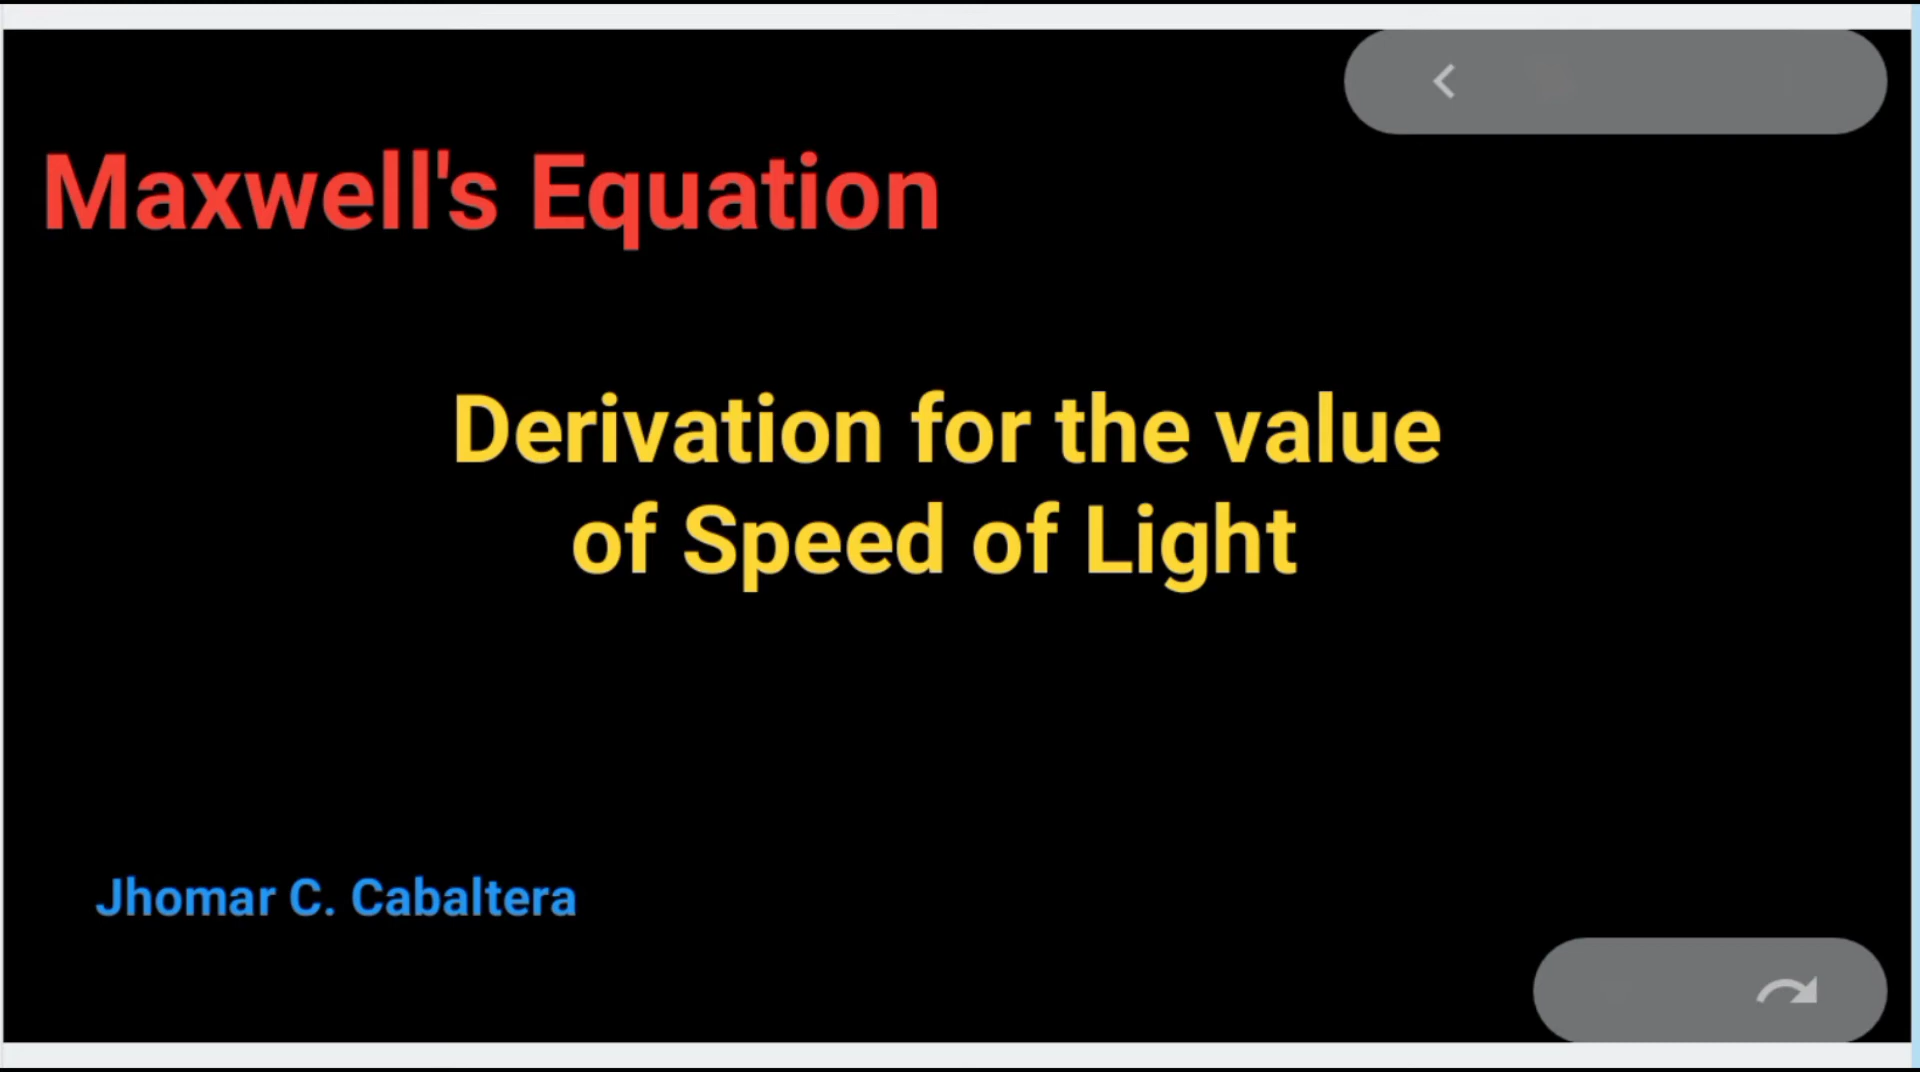 Maxwell's Equation
Derivation for the value
of Speed of Light
Jhomar C. Cabaltera